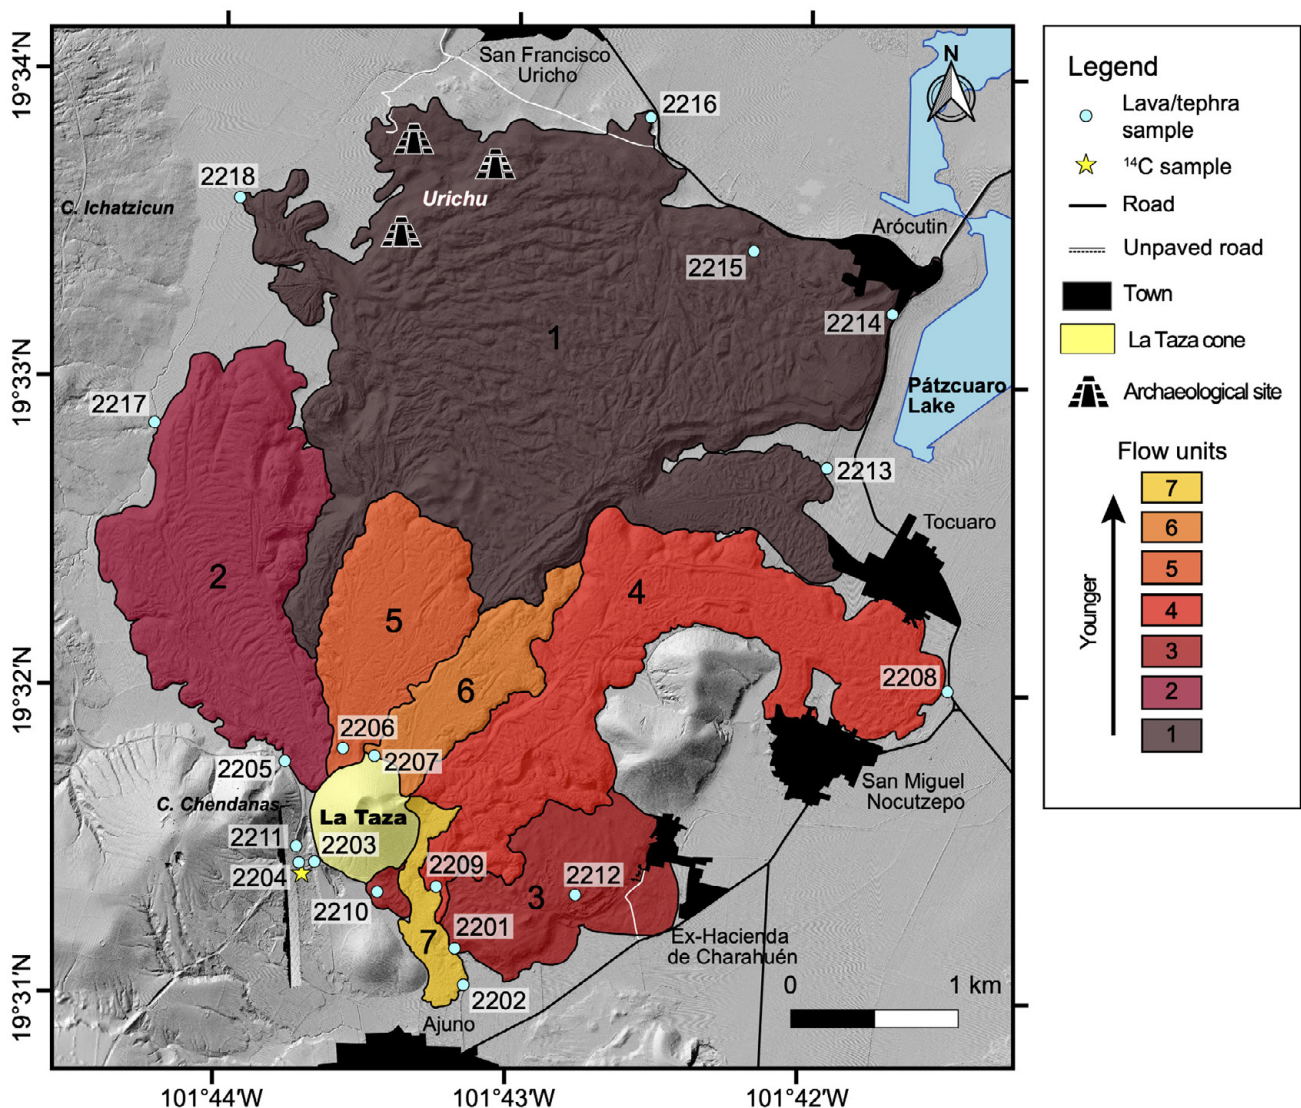 San Francisco
Uricho
N
2216
2218
C. Ichatzicun
Urichu
Arócutin
2215
2214
1
Pátzcuaro
Lake
2217
2213
Tocuaro
2
4
5
6
2208
2206
2207
2205
San Miguel
Nocutzepo
C. Chendanas
La Taza
2211
2203
2209
2204
2212
3
2210
2201
7
Ex-Hacienda
de Charahuén
2202
0 1 km
Ajuno
19°34′N
19°33′N
19°32′N
19°31′N
101°44′W 101°43′W 101°42′W
Legend
Lava/tephra
sample
¹⁴C sample
Road
Unpaved road
Town
La Taza cone
Archaeological site
Flow units
7
6
5
4
3
2
1
Younger